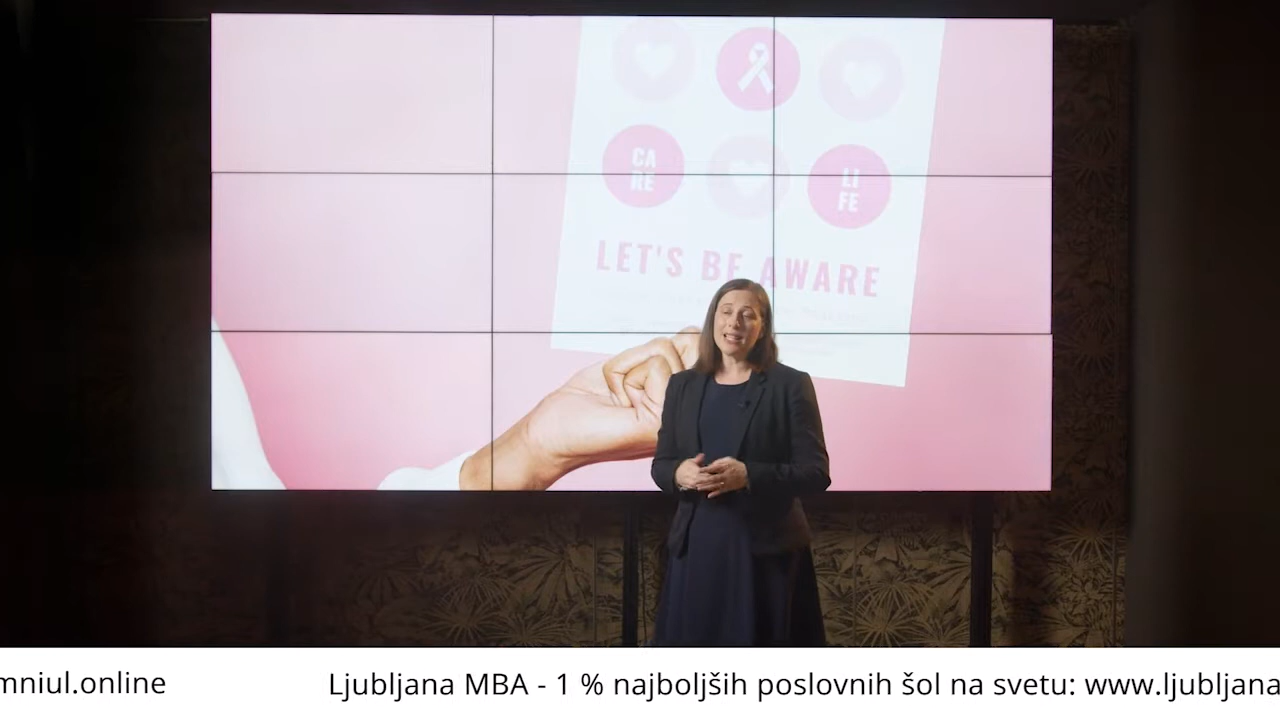 CA
RE
LI
FE
LET'S BE AWARE
mniul.online
Ljubljana MBA - 1 % najboljših poslovnih šol na svetu: www.ljubljana